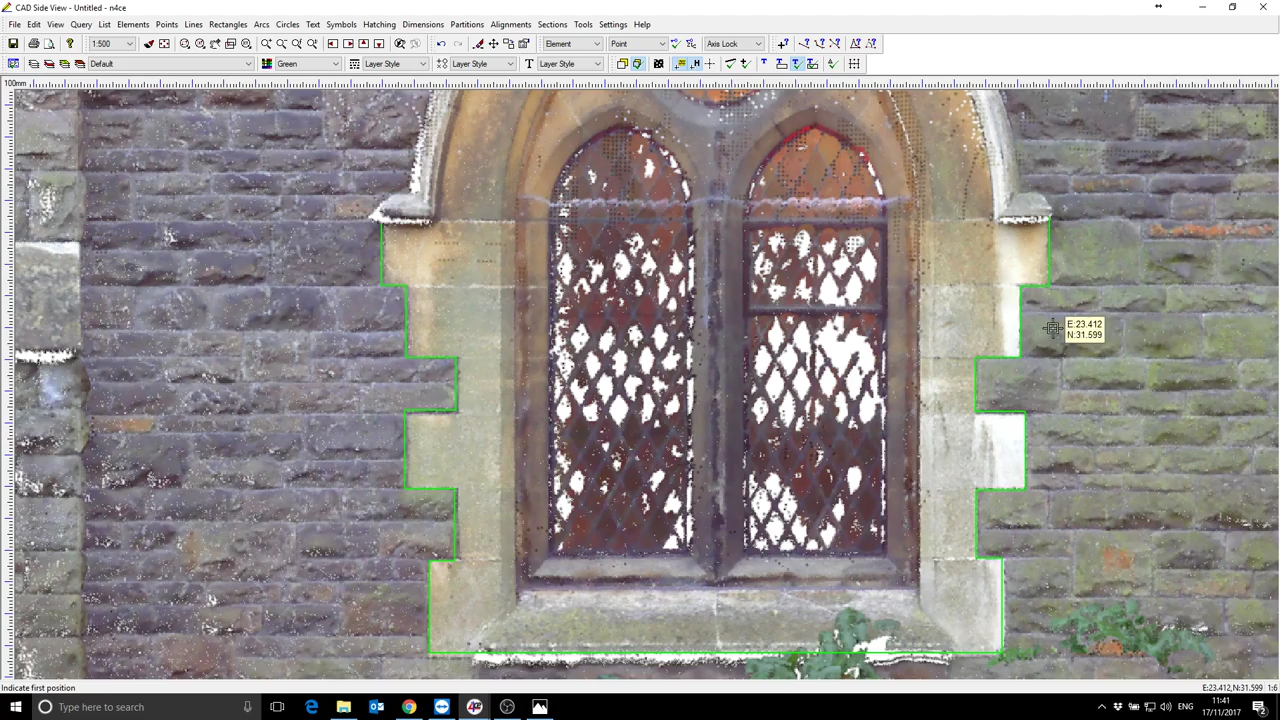 CAD Side View - Untitled - n4ce
File Edit View Query List Elements Points Lines Rectangles Arcs Circles Text Symbols Hatching Dimensions Partitions Alignments Sections Tools Settings Help
1:500 Element Point Axis Lock
Default Green Layer Style Layer Style Layer Style
100mm
E:23.412
N:31.599
Indicate first position E:23.412,N:31.599 1:6
Type here to search ENG 11:41
17/11/2017